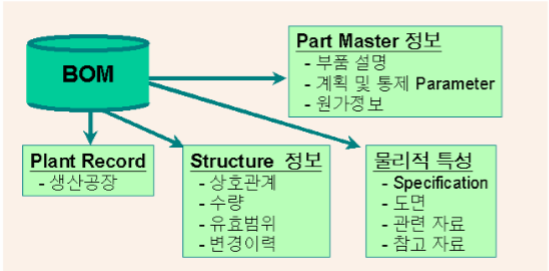 BOM
Part Master 정보
- 부품 설명
- 계획 및 통제 Parameter
- 원가정보
Plant Record
- 생산공장
Structure 정보
- 상호관계
- 수량
- 유효범위
- 변경이력
물리적 특성
- Specification
- 도면
- 관련 자료
- 참고 자료